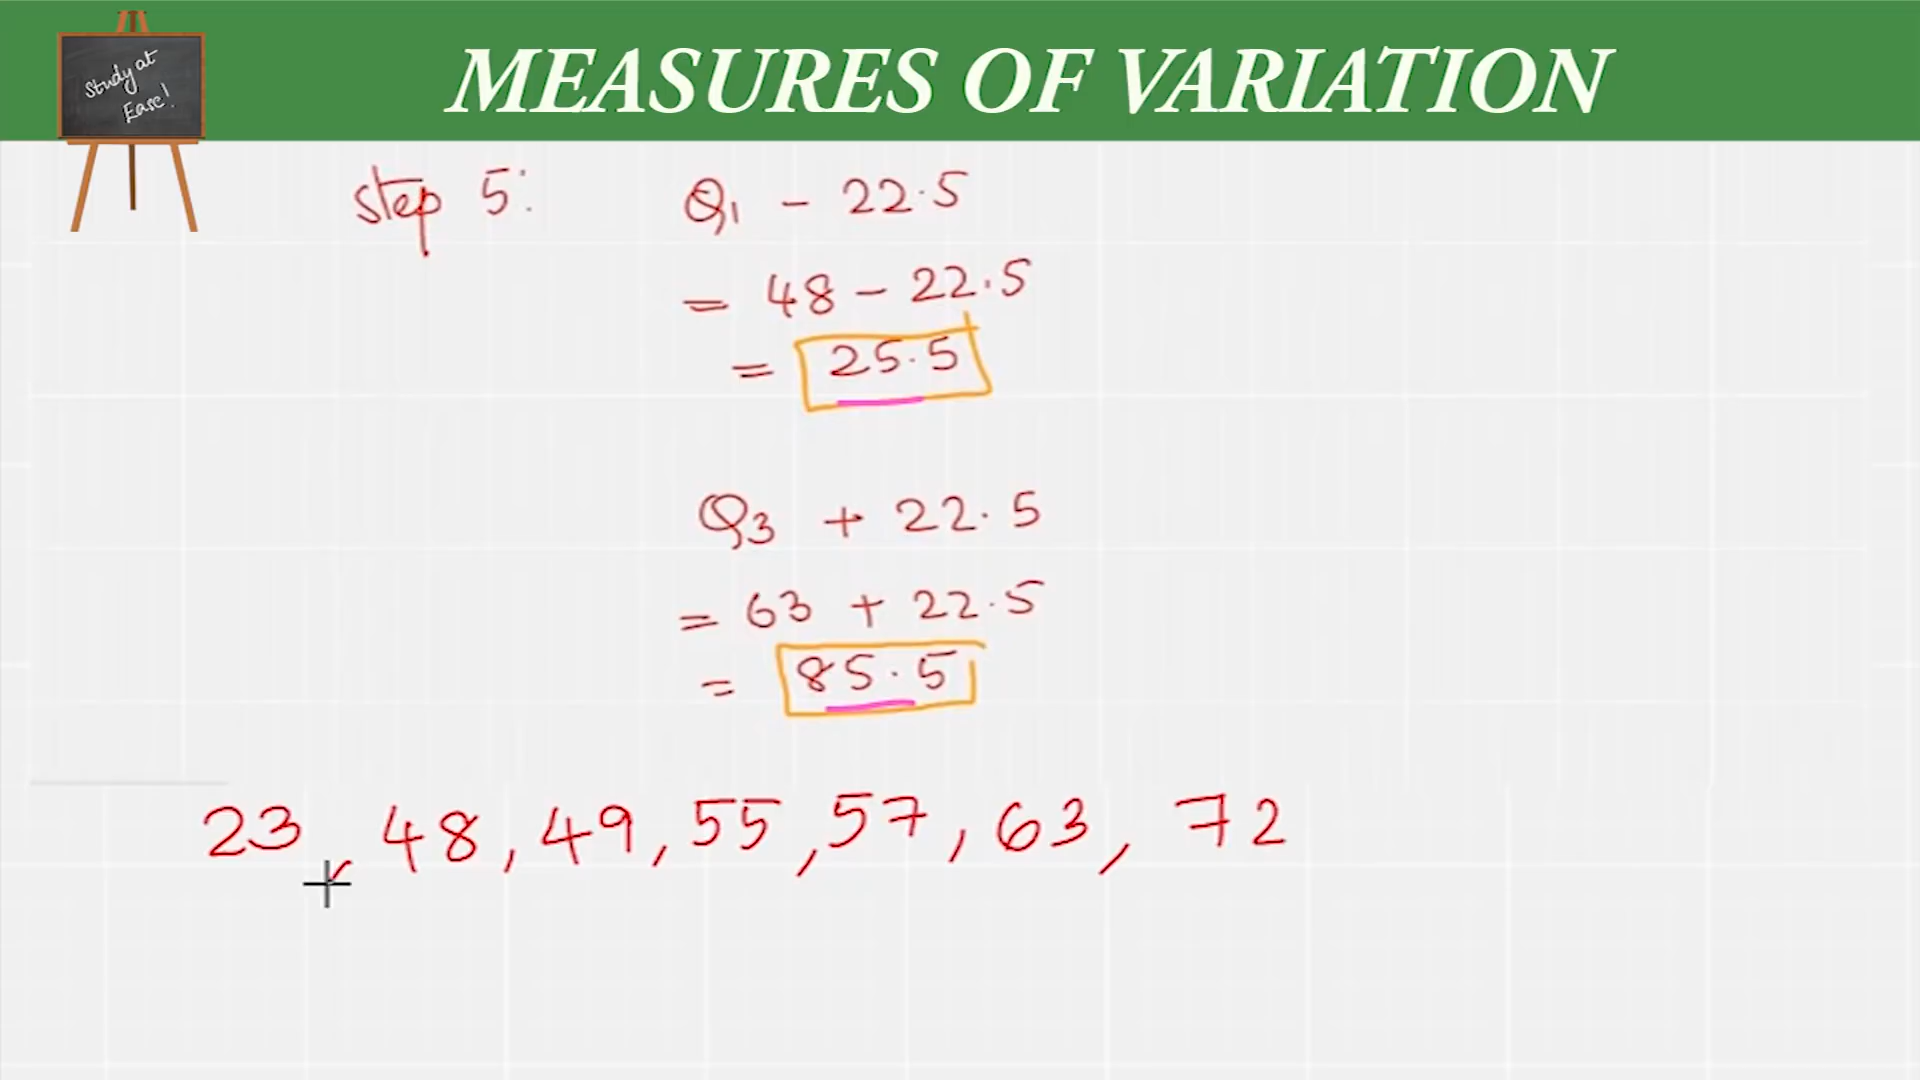 Study at
Ease!
MEASURES OF VARIATION
Step 5: Q1 - 22.5
= 48 - 22.5
= 25.5
Q3 + 22.5
= 63 + 22.5
= 85.5
23, 48, 49, 55, 57, 63, 72